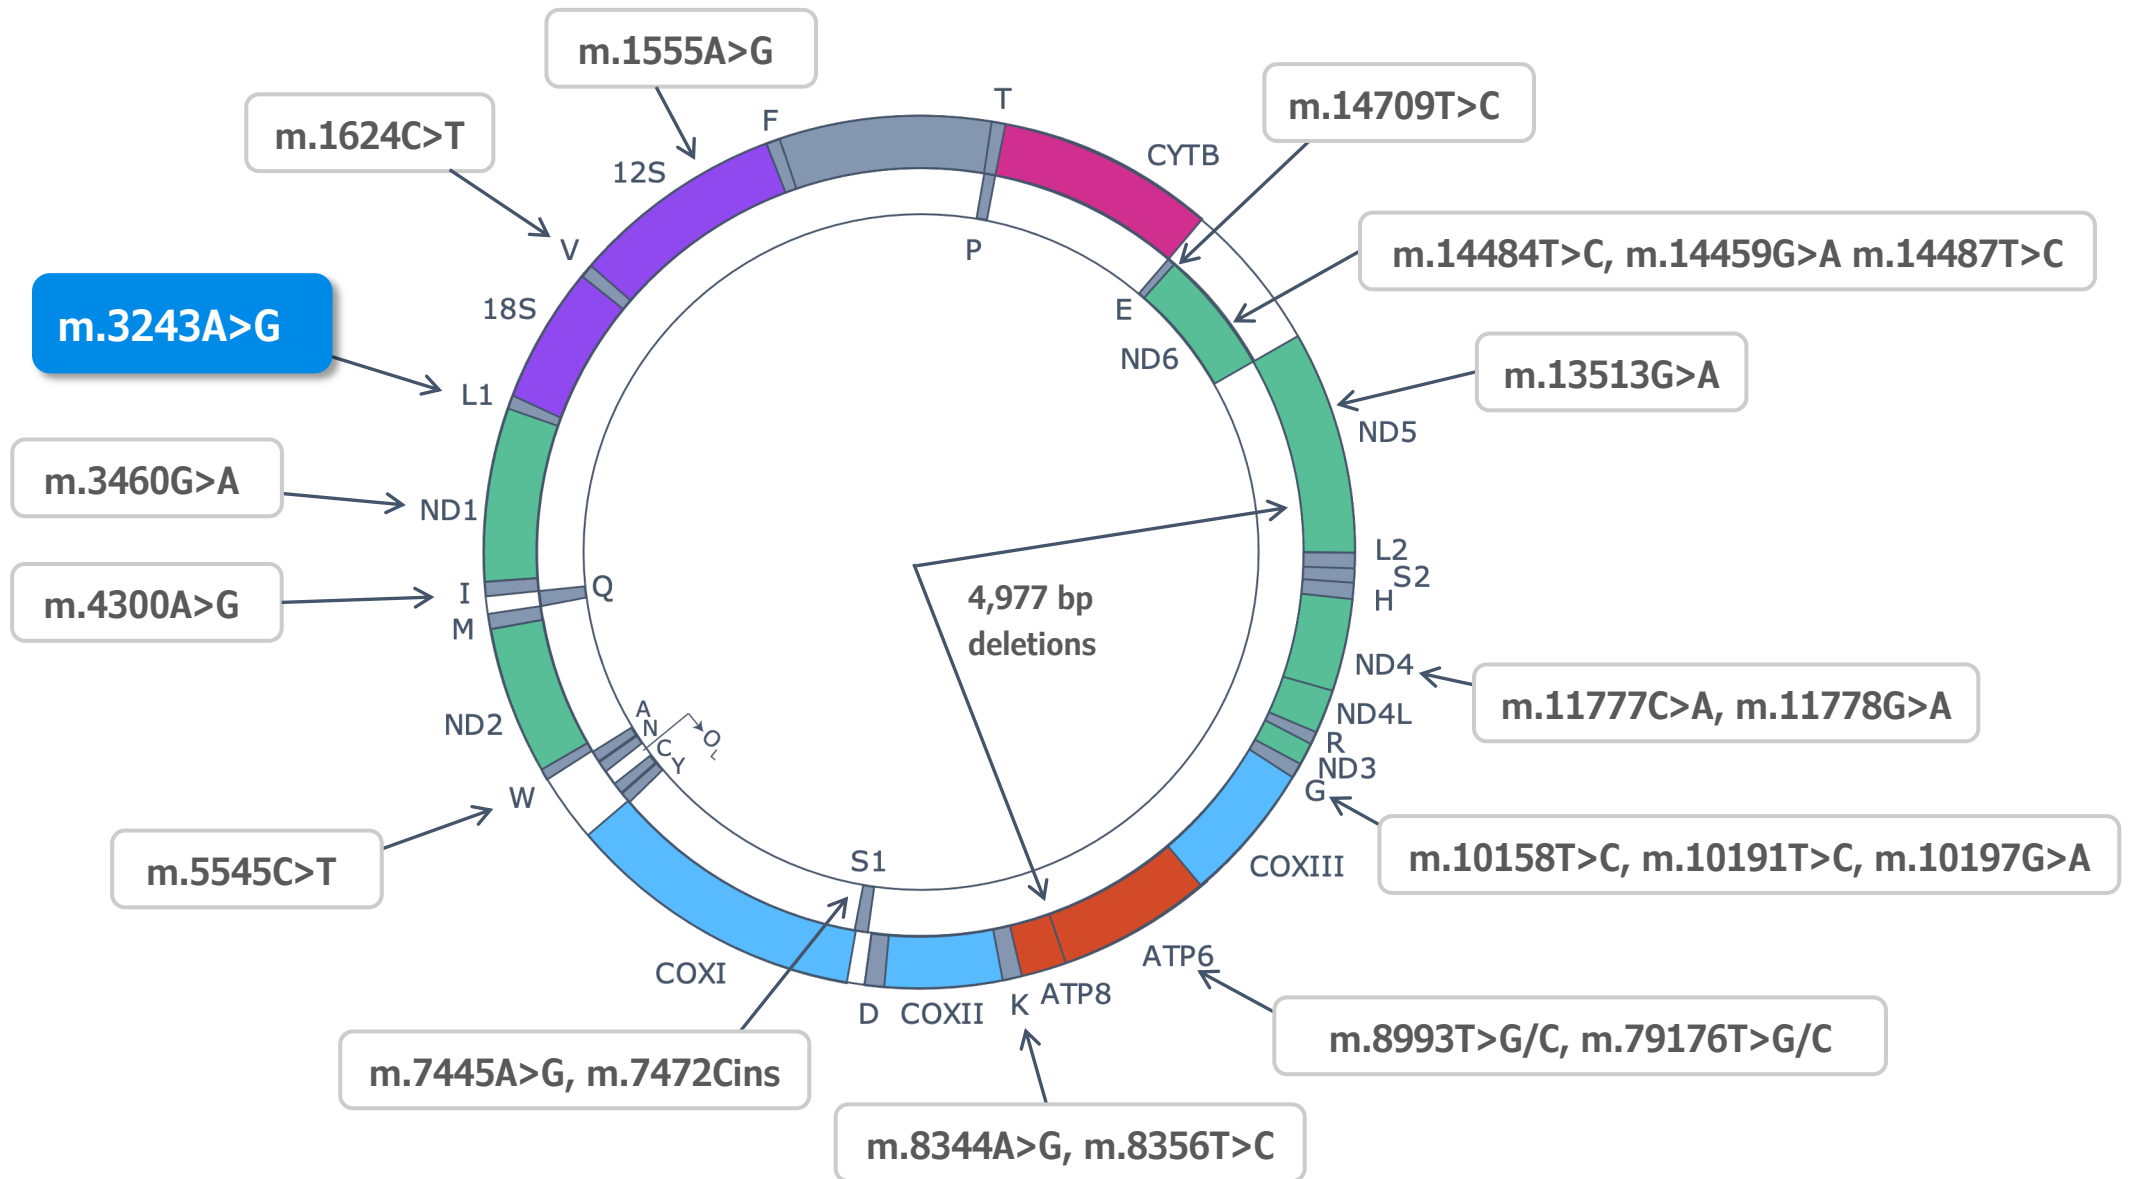 m.1555A>G
m.14709T>C
T
F
m.1624C>T
CYTB
12S
m.14484T>C, m.14459G>A m.14487T>C
V
P
m.3243A>G
18S
E
ND6
m.13513G>A
L1
ND5
m.3460G>A
ND1
L2
S2
H
m.4300A>G
I
Q
M
4,977 bp
deletions
ND4
m.11777C>A, m.11778G>A
ND2
A
N
C
Y
OL
ND4L
R
ND3
G
W
m.5545C>T
m.10158T>C, m.10191T>C, m.10197G>A
COXIII
S1
COXI
ATP6
D
COXII
K
ATP8
m.8993T>G/C, m.79176T>G/C
m.7445A>G, m.7472Cins
m.8344A>G, m.8356T>C